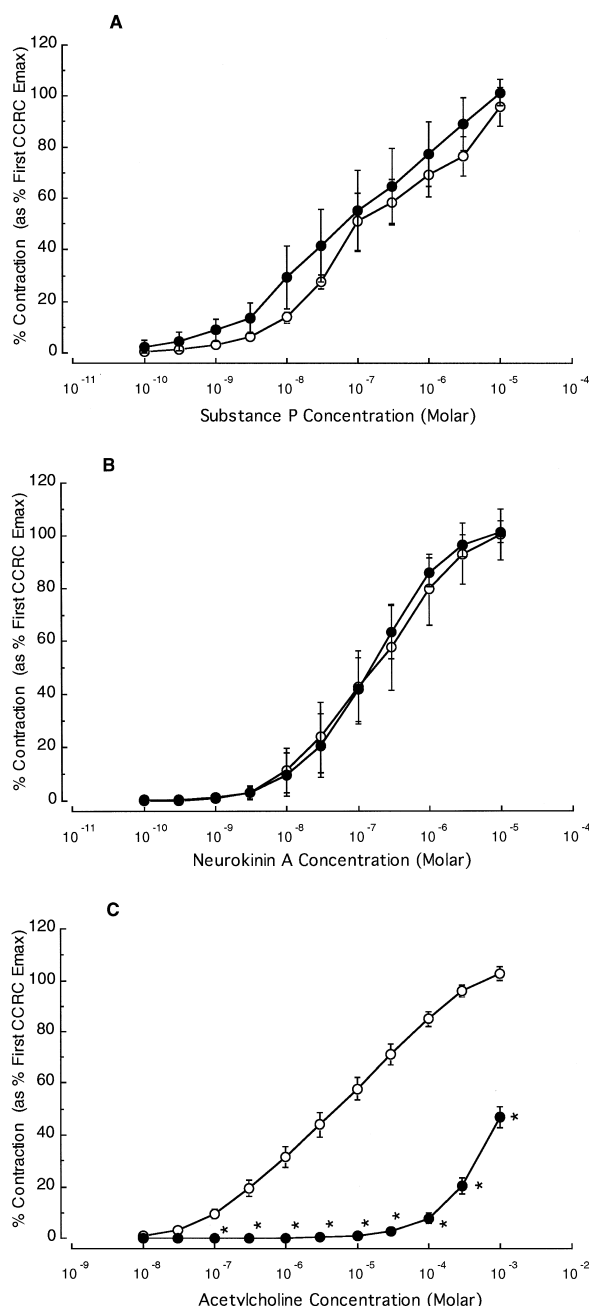 A
% Contraction (as % First CCRC Emax)
120
100
80
60
40
20
0
10-11 10-10 10-9 10-8 10-7 10-6 10-5 10-4
Substance P Concentration (Molar)
B
% Contraction (as % First CCRC Emax)
120
100
80
60
40
20
0
10-11 10-10 10-9 10-8 10-7 10-6 10-5 10-4
Neurokinin A Concentration (Molar)
C
% Contraction (as % First CCRC Emax)
120
100
80
60
40
20
0
* * * * * * * * *
10-9 10-8 10-7 10-6 10-5 10-4 10-3 10-2
Acetylcholine Concentration (Molar)